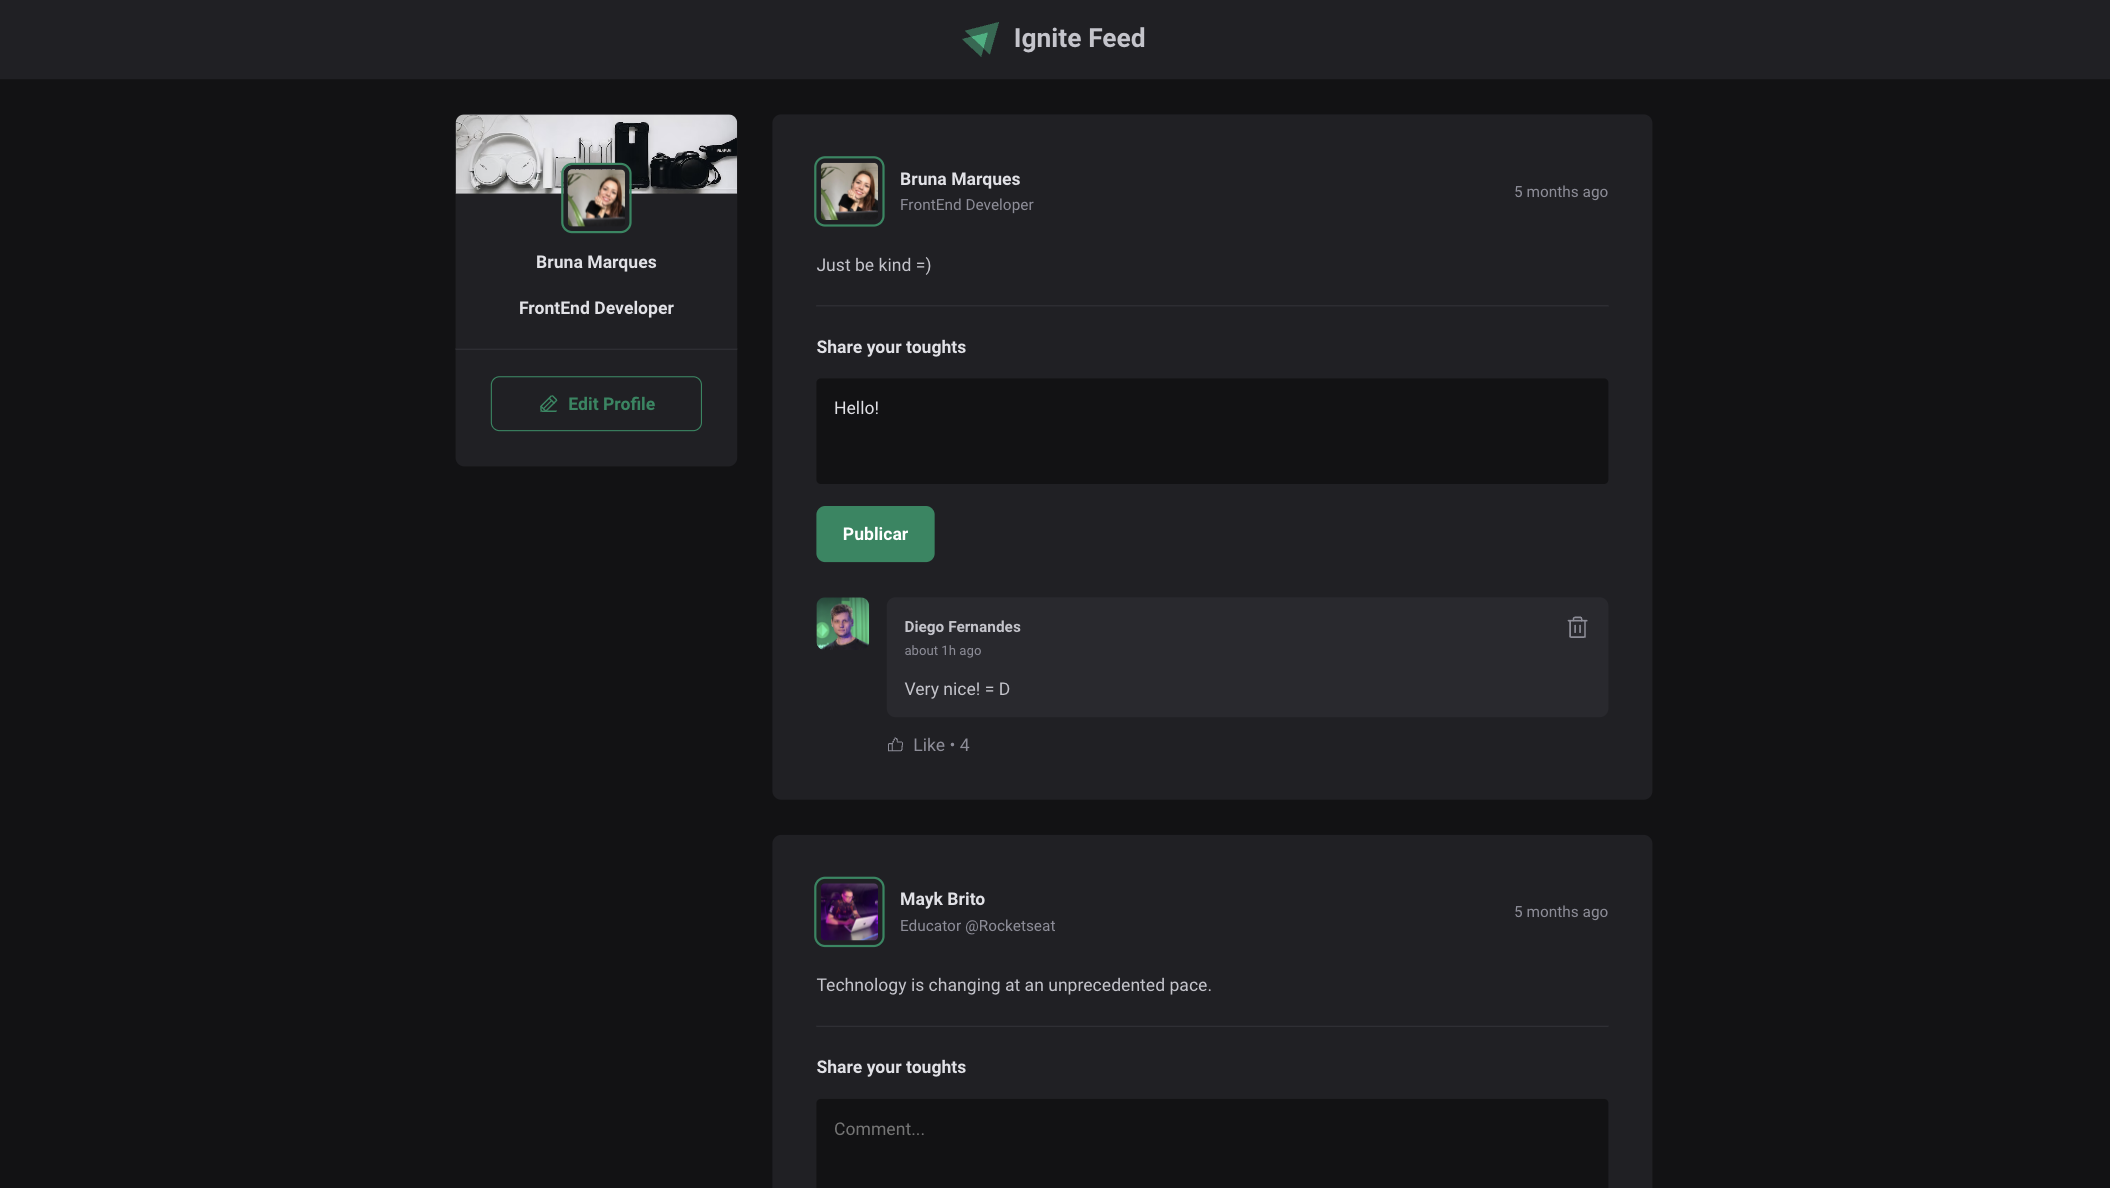 Ignite Feed
Bruna Marques
FrontEnd Developer
Edit Profile
Bruna Marques
FrontEnd Developer
5 months ago
Just be kind =)
Share your toughts
Hello!
Publicar
Diego Fernandes
about 1h ago
Very nice! = D
Like • 4
Mayk Brito
Educator @Rocketseat
5 months ago
Technology is changing at an unprecedented pace.
Share your toughts
Comment...